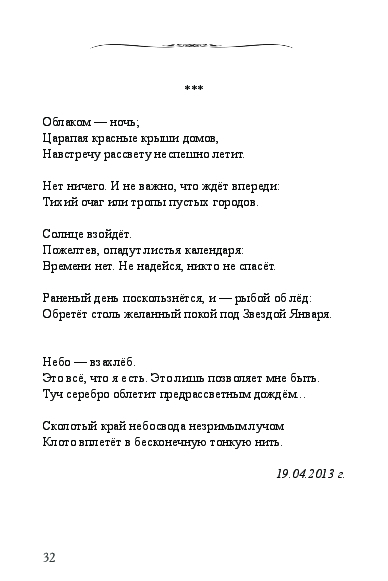 ***
Облаком — ночь;
Царапая красные крыши домов,
Навстречу рассвету неспешно летит.
Нет ничего. И не важно, что ждёт впереди:
Тихий очаг или тропы пустых городов.
Солнце взойдёт.
Пожелтев, опадут листья календаря:
Времени нет. Не надейся, никто не спасёт.
Раненый день поскользнётся, и — рыбой об лёд:
Обретёт столь желанный покой под Звездой Января.
Небо — взахлёб.
Это всё, что я есть. Это лишь позволяет мне быть.
Туч серебро облетит предрассветным дождём...
Сколотый край небосвода незримым лучом
Клото вплетёт в бесконечную тонкую нить.
19.04.2013 г.
32